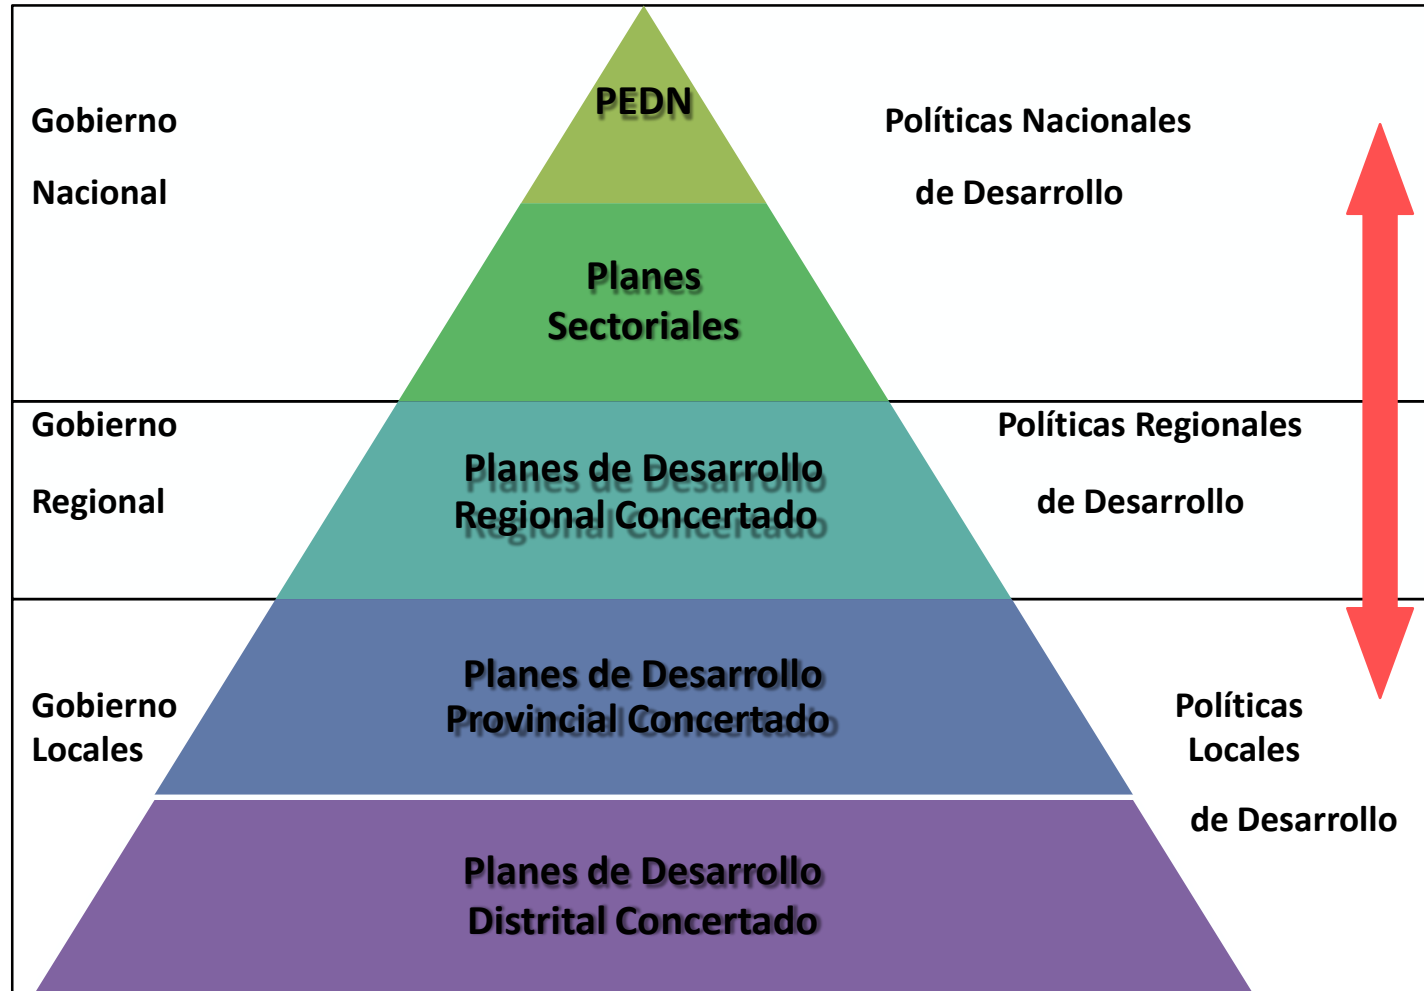 PEDN
Gobierno
Nacional
Políticas Nacionales
de Desarrollo
Planes
Sectoriales
Gobierno
Regional
Planes de Desarrollo
Regional Concertado
Políticas Regionales
de Desarrollo
Gobierno
Locales
Planes de Desarrollo
Provincial Concertado
Políticas
Locales
de Desarrollo
Planes de Desarrollo
Distrital Concertado